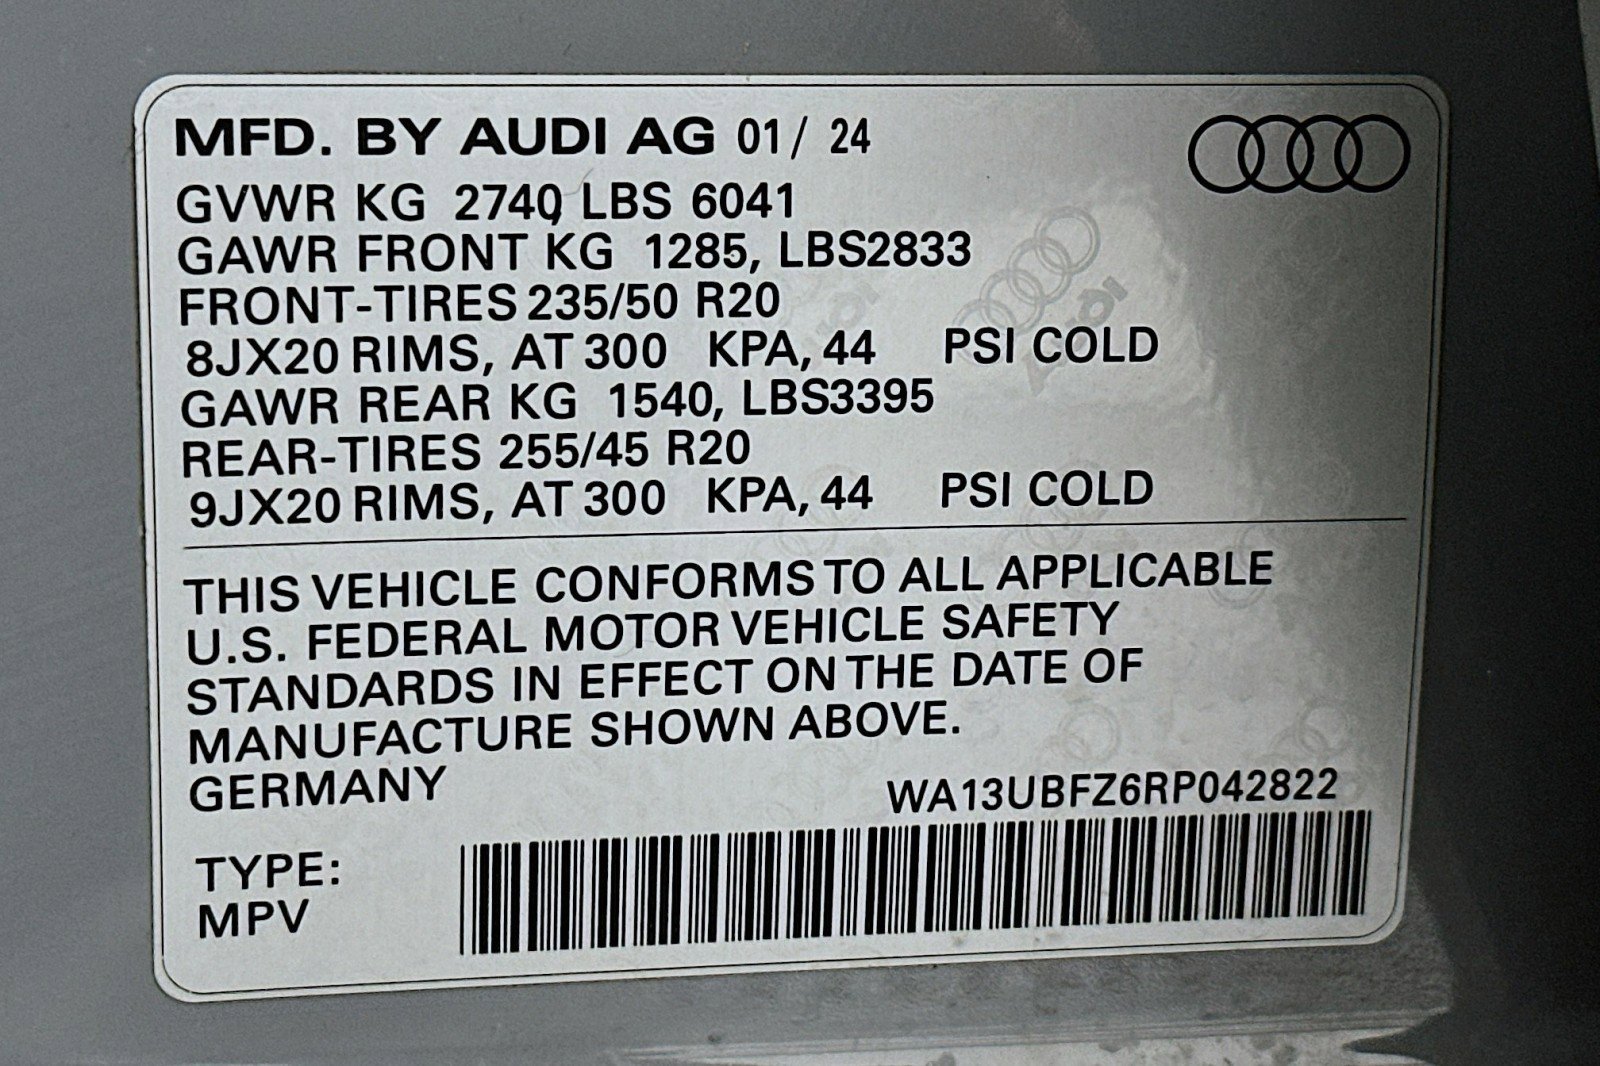 MFD. BY AUDI AG 01/ 24
GVWR KG 2740, LBS 6041
GAWR FRONT KG 1285, LBS2833
FRONT-TIRES 235/50 R20
8JX20 RIMS, AT 300 KPA, 44 PSI COLD
GAWR REAR KG 1540, LBS3395
REAR-TIRES 255/45 R20
9JX20 RIMS, AT 300 KPA, 44 PSI COLD
THIS VEHICLE CONFORMS TO ALL APPLICABLE
U.S. FEDERAL MOTOR VEHICLE SAFETY
STANDARDS IN EFFECT ON THE DATE OF
MANUFACTURE SHOWN ABOVE.
GERMANY WA13UBFZ6RP042822
TYPE:
MPV
Audi